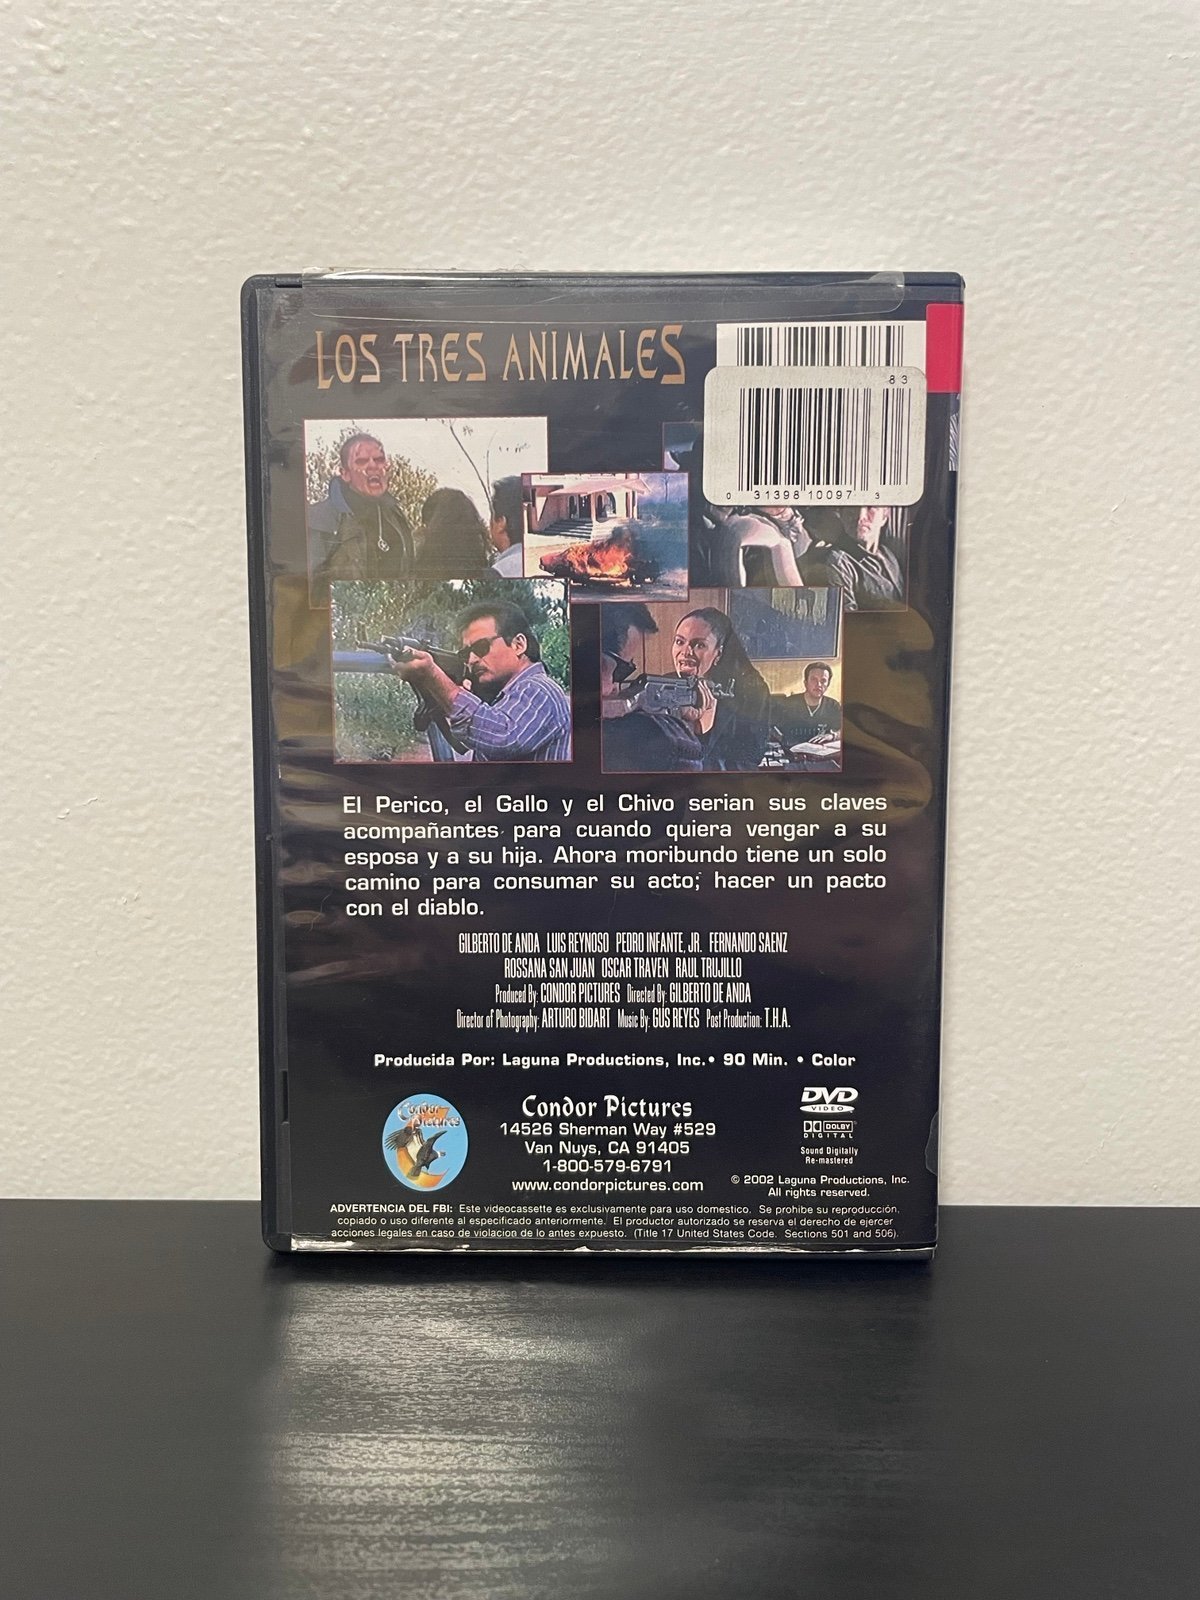 LOS TRES ANIMALES
83
0 31398 10097 3
El Perico, el Gallo y el Chivo serian sus claves
acompañantes para cuando quiera vengar a su
esposa y a su hija. Ahora moribundo tiene un solo
camino para consumar su acto; hacer un pacto
con el diablo.
GILBERTO DE ANDA LUIS REYNOSO PEDRO INFANTE, JR. FERNANDO SAENZ
ROSSANA SAN JUAN OSCAR TRAVEN RAUL TRUJILLO
Produced By: CONDOR PICTURES Directed By: GILBERTO DE ANDA
Director of Photography: ARTURO BIDART Music By: GUS REYES Post Production: T.H.A.
Producida Por: Laguna Productions, Inc. • 90 Min. • Color
Condor
Pictures
Condor Pictures
14526 Sherman Way #529
Van Nuys, CA 91405
1-800-579-6791
www.condorpictures.com
DVD
VIDEO
DOLBY
DIGITAL
Sound Digitally
Re-mastered
© 2002 Laguna Productions, Inc.
All rights reserved.
ADVERTENCIA DEL FBI: Este videocassette es exclusivamente para uso domestico. Se prohibe su reproducción,
copiado o uso diferente al especificado anteriormente. El productor autorizado se reserva el derecho de ejercer
acciones legales en caso de violacion de lo antes expuesto. (Title 17 United States Code. Sections 501 and 506).